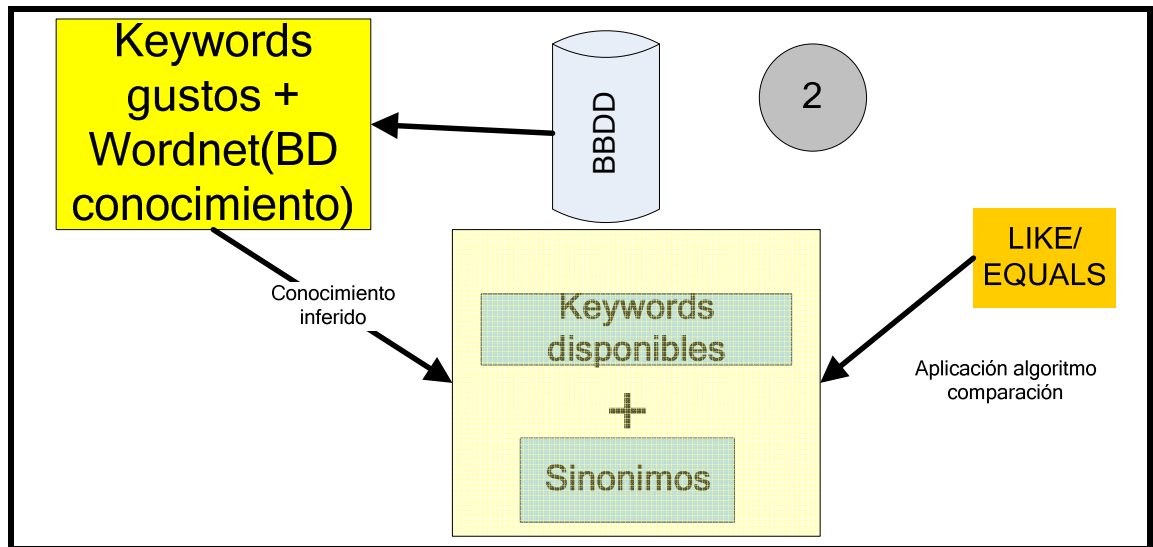 Keywords
gustos +
Wordnet(BD
conocimiento)
BBDD
2
LIKE/
EQUALS
Conocimiento
inferido
Keywords
disponibles
+
Sinonimos
Aplicación algoritmo
comparación